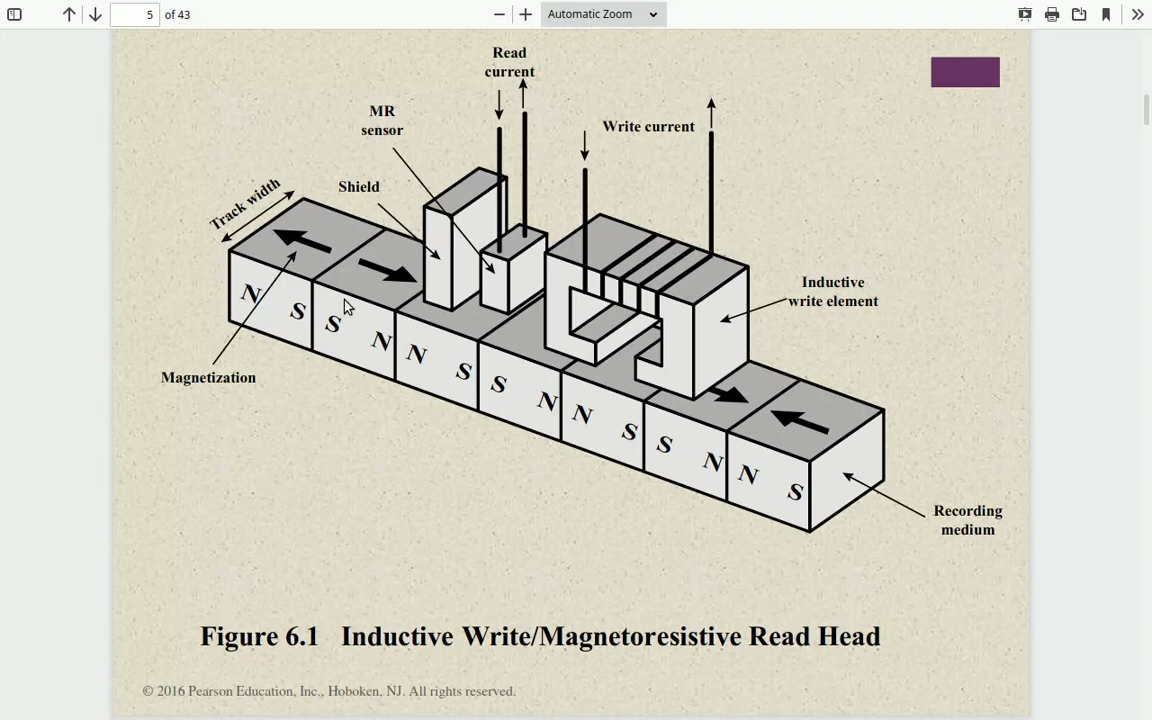 5 of 43
Automatic Zoom
Read
current
MR
sensor
Write current
Shield
Track width
Inductive
write element
N S S N N S S N N S S N N S
Magnetization
Recording
medium
Figure 6.1 Inductive Write/Magnetoresistive Read Head
© 2016 Pearson Education, Inc., Hoboken, NJ. All rights reserved.